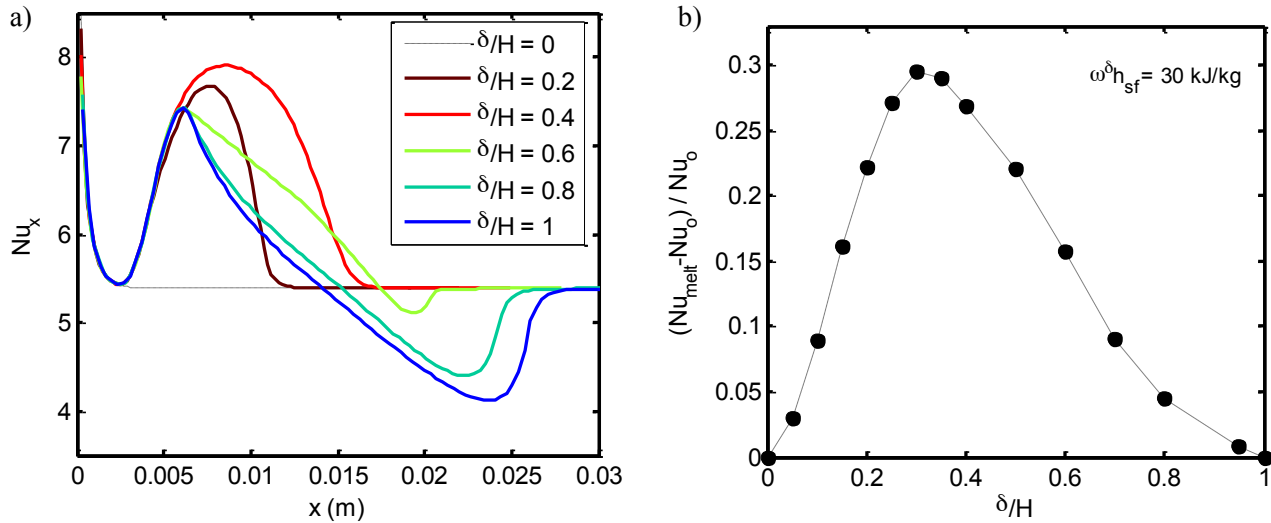 a)
8
7
6
5
4
Nu_x
0
0.005
0.01
0.015
0.02
0.025
0.03
x (m)
δ/H = 0
δ/H = 0.2
δ/H = 0.4
δ/H = 0.6
δ/H = 0.8
δ/H = 1
b)
0.3
0.25
0.2
0.15
0.1
0.05
0
(Nu_melt-Nu_o) / Nu_o
ω^δh_sf= 30 kJ/kg
0
0.2
0.4
0.6
0.8
1
δ/H